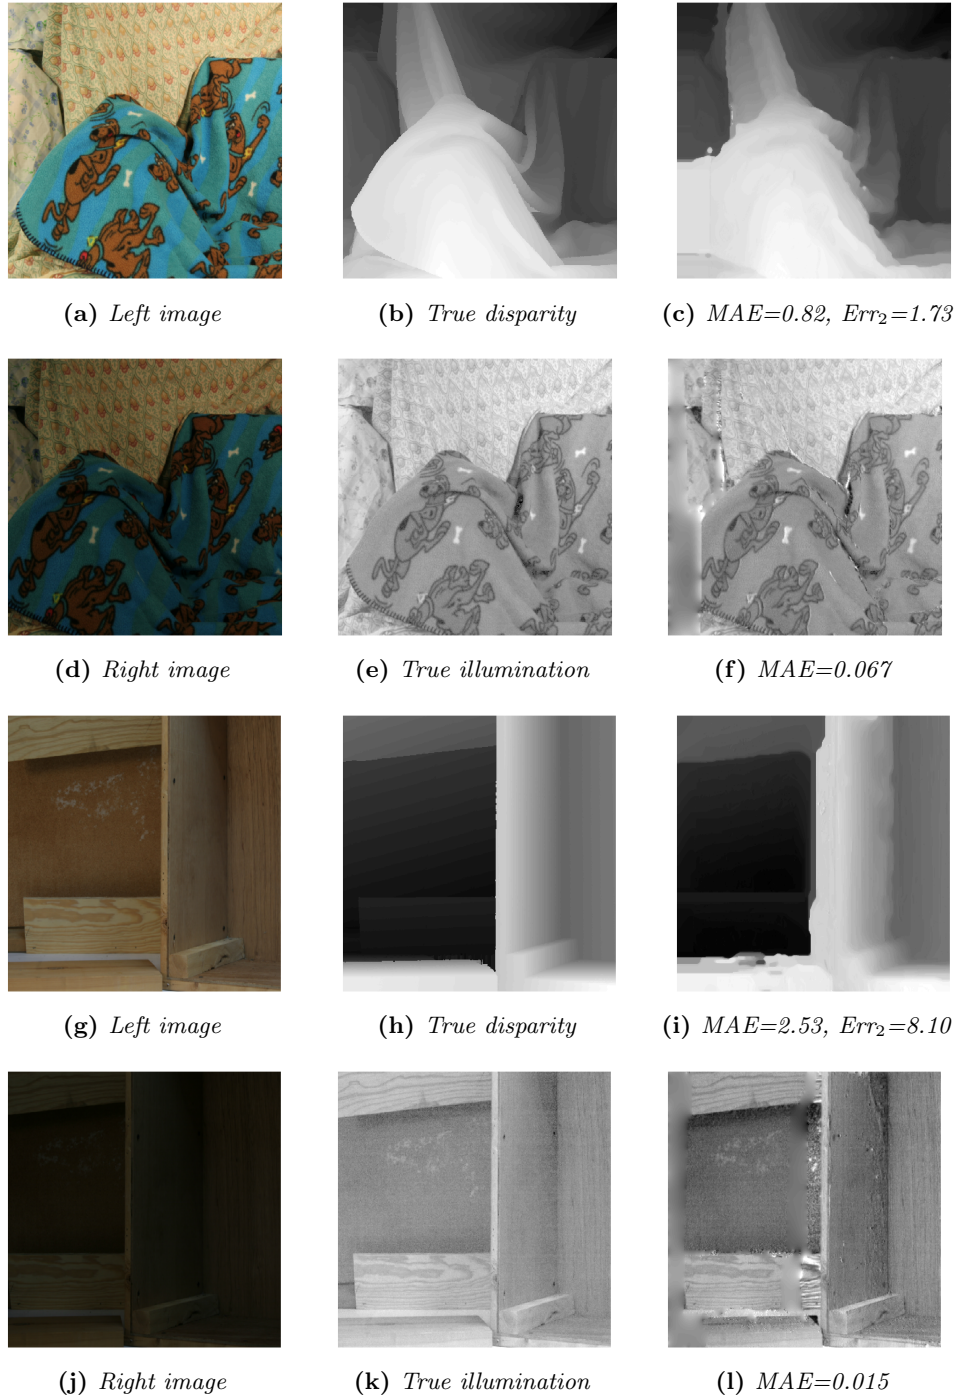 (a) Left image
(b) True disparity
(c) MAE=0.82, Err₂=1.73
(d) Right image
(e) True illumination
(f) MAE=0.067
(g) Left image
(h) True disparity
(i) MAE=2.53, Err₂=8.10
(j) Right image
(k) True illumination
(l) MAE=0.015